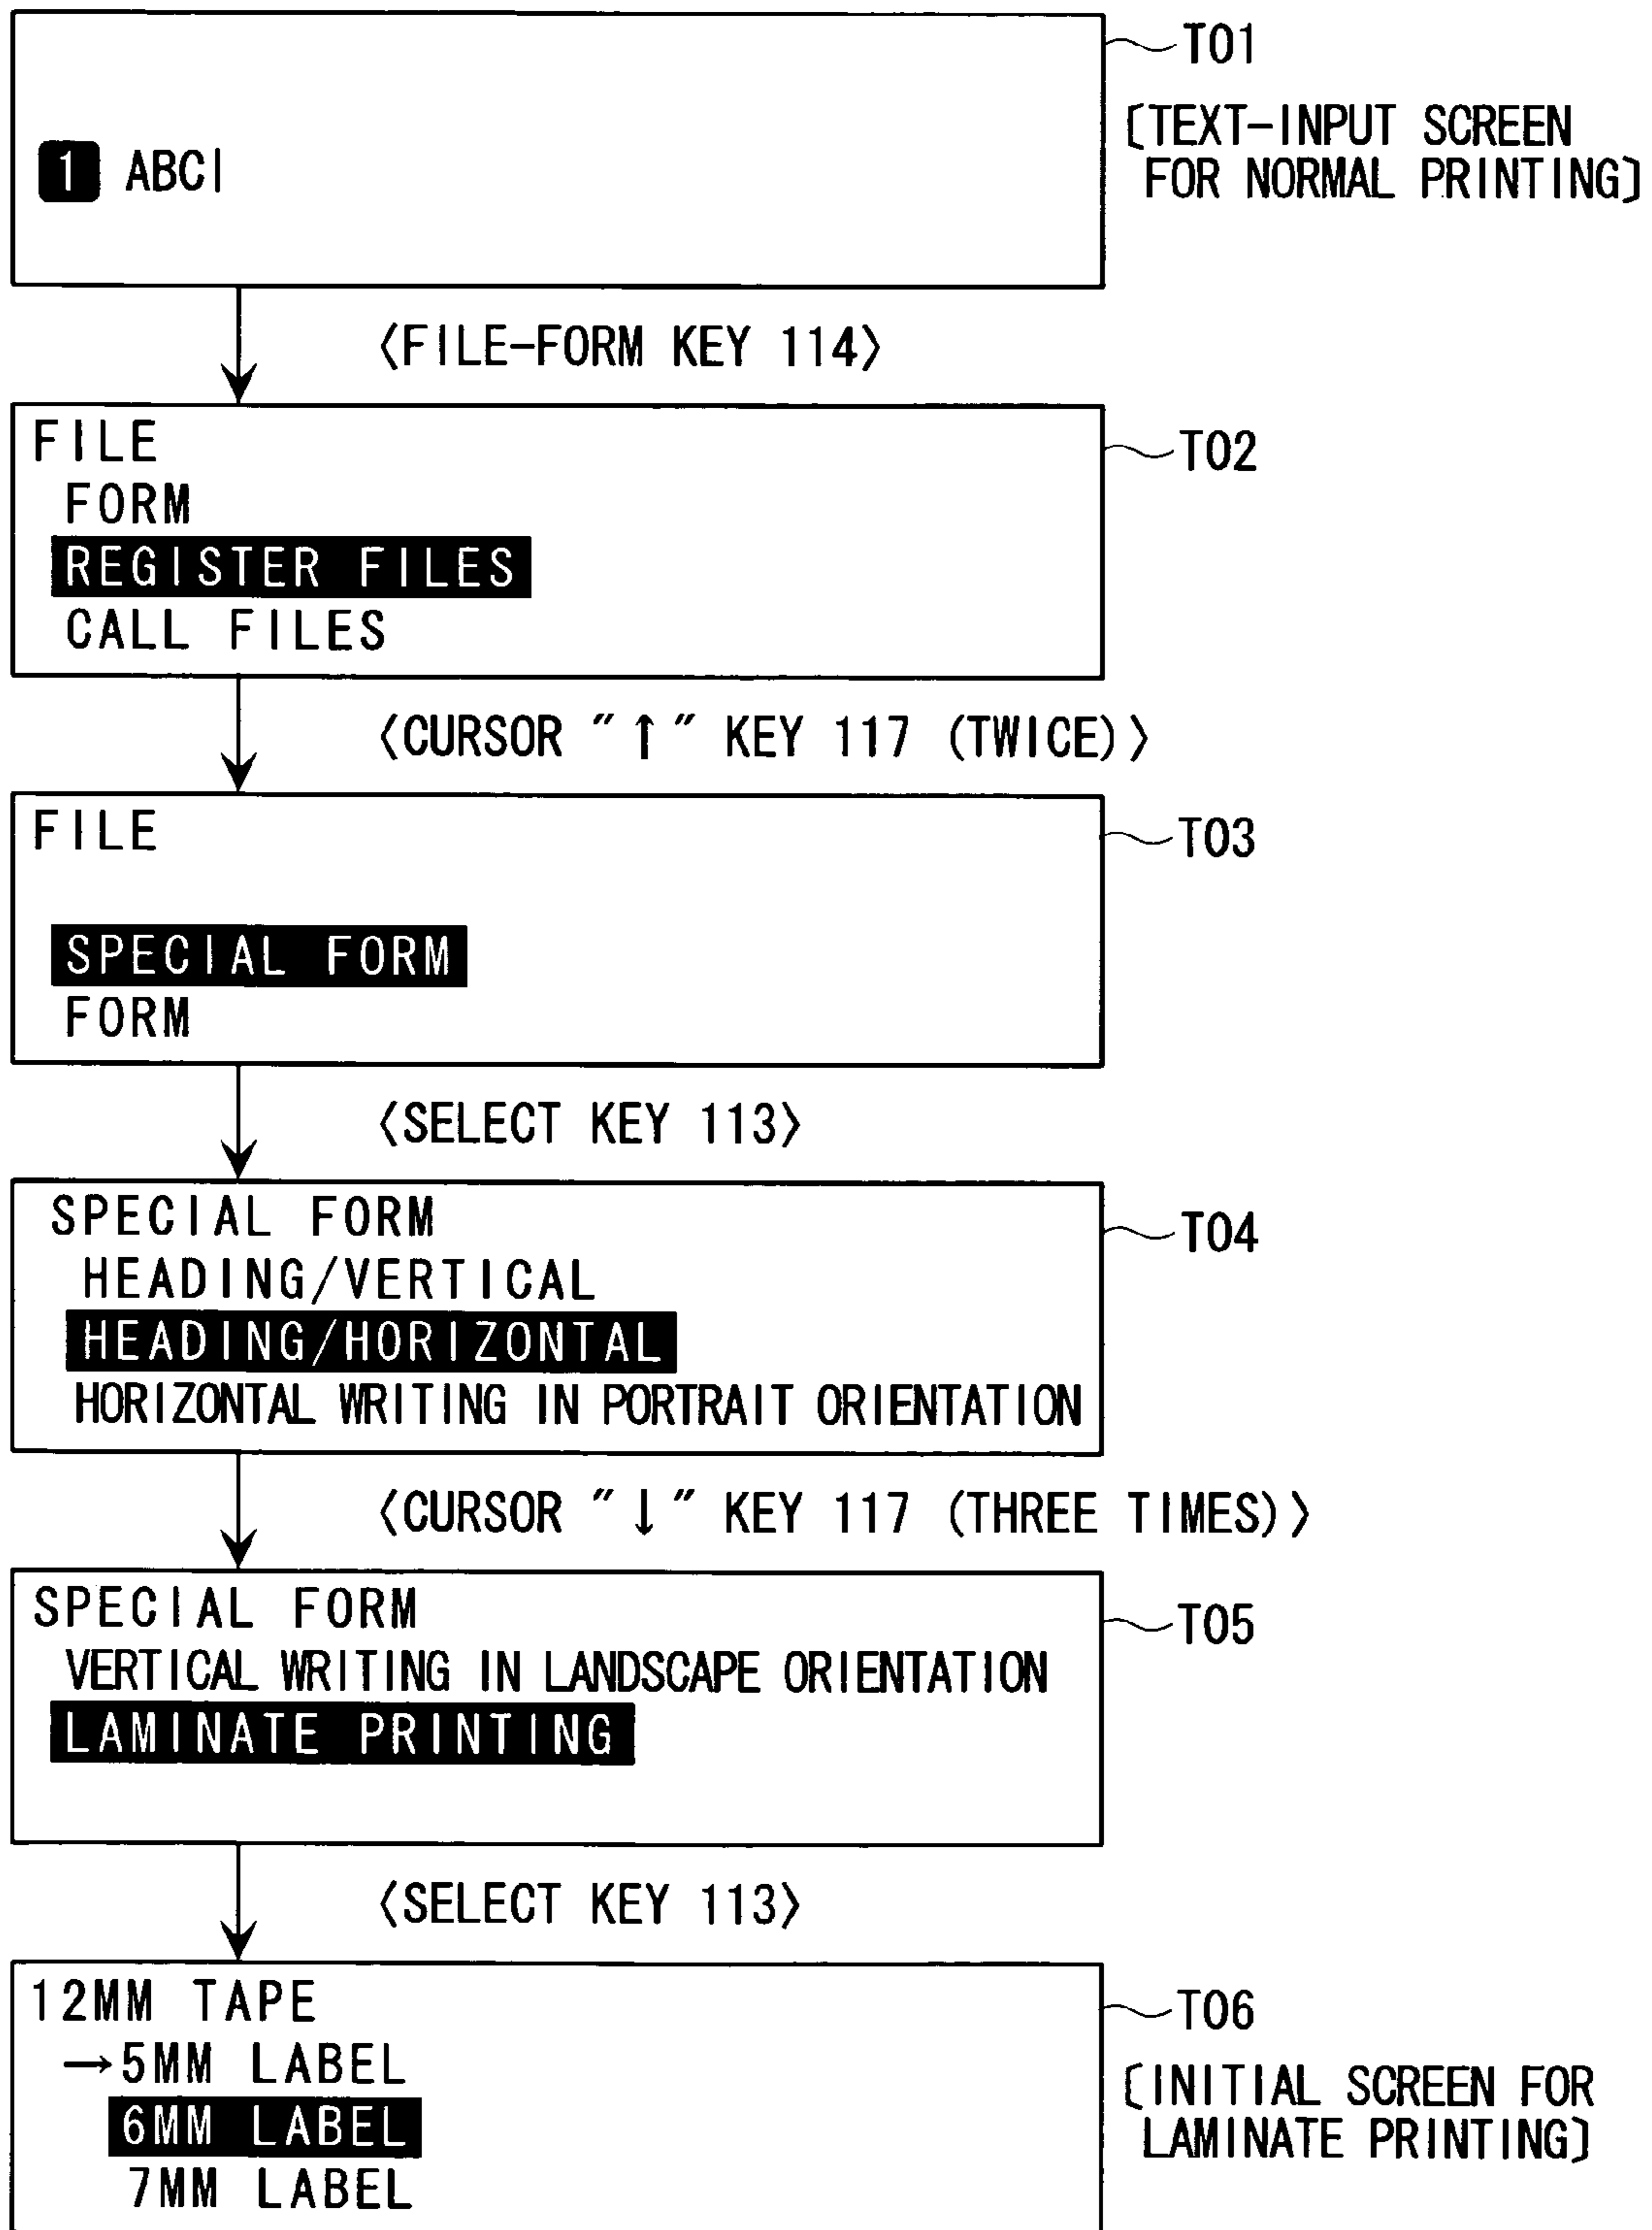 T01
[TEXT-INPUT SCREEN
FOR NORMAL PRINTING]
1 ABC|
〈FILE-FORM KEY 114〉
T02
FILE
FORM
REGISTER FILES
CALL FILES
〈CURSOR "↑" KEY 117 (TWICE)〉
T03
FILE
SPECIAL FORM
FORM
〈SELECT KEY 113〉
T04
SPECIAL FORM
HEADING/VERTICAL
HEADING/HORIZONTAL
HORIZONTAL WRITING IN PORTRAIT ORIENTATION
〈CURSOR "↓" KEY 117 (THREE TIMES)〉
T05
SPECIAL FORM
VERTICAL WRITING IN LANDSCAPE ORIENTATION
LAMINATE PRINTING
〈SELECT KEY 113〉
T06
12MM TAPE
→5MM LABEL
6MM LABEL
7MM LABEL
[INITIAL SCREEN FOR
LAMINATE PRINTING]